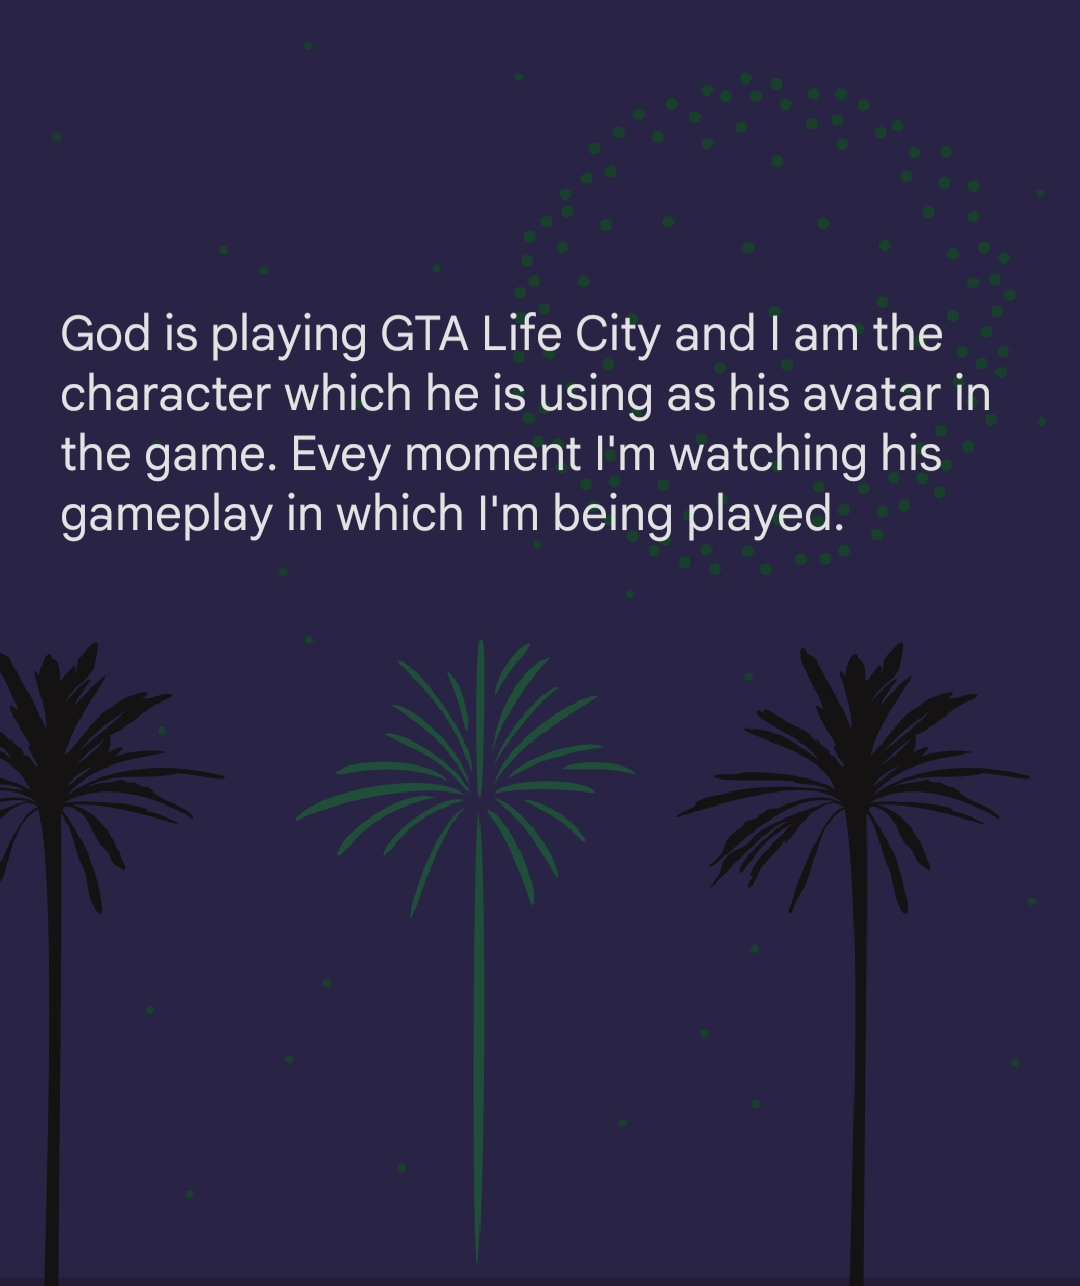 God is playing GTA Life City and I am the
character which he is using as his avatar in
the game. Evey moment I'm watching his
gameplay in which I'm being played.